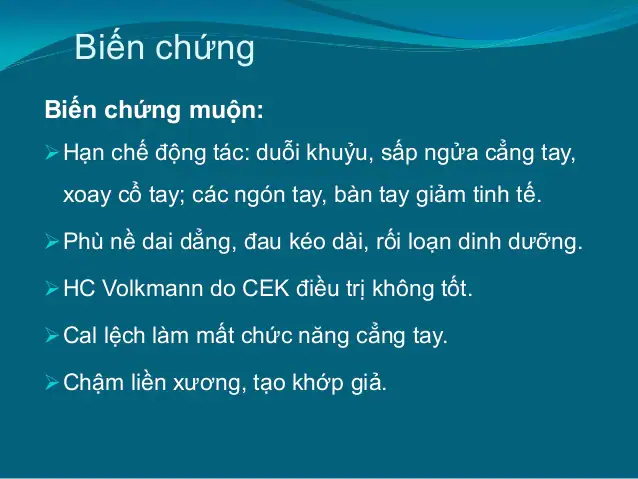 Biến chứng
Biến chứng muộn:
➢Hạn chế động tác: duỗi khuỷu, sấp ngửa cẳng tay,
xoay cổ tay; các ngón tay, bàn tay giảm tinh tế.
➢Phù nề dai dẳng, đau kéo dài, rối loạn dinh dưỡng.
➢HC Volkmann do CEK điều trị không tốt.
➢Cal lệch làm mất chức năng cẳng tay.
➢Chậm liền xương, tạo khớp giả.